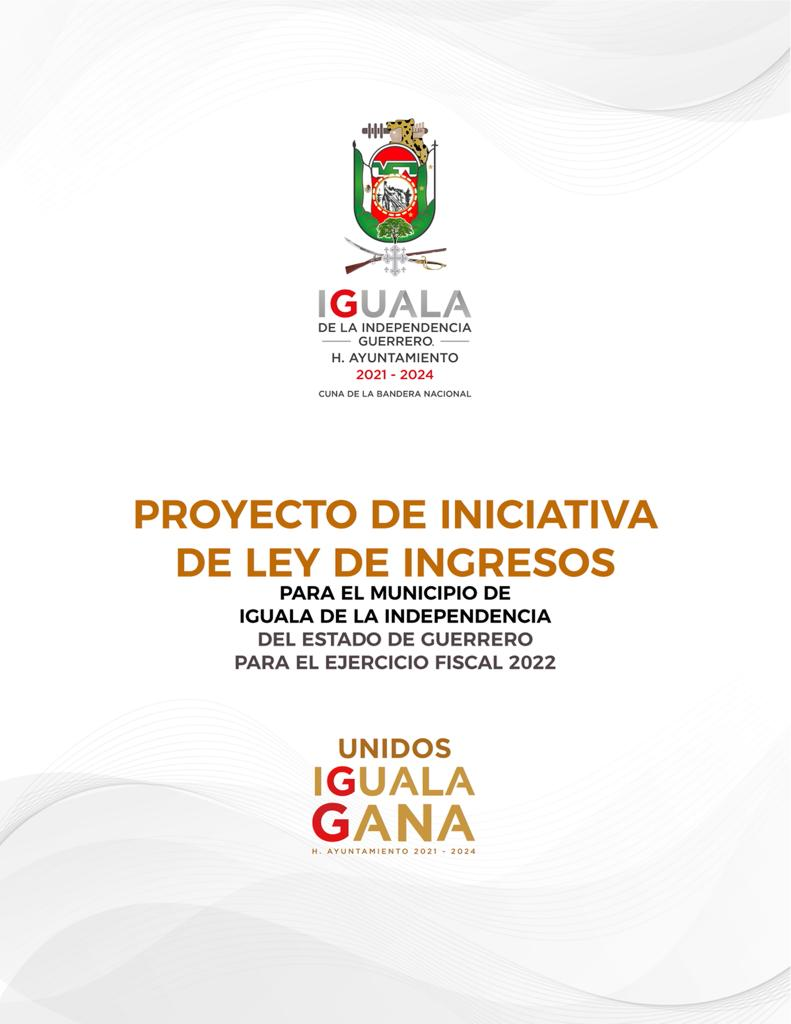 IGUALA
DE LA INDEPENDENCIA
GUERRERO.
H. AYUNTAMIENTO
2021 - 2024
CUNA DE LA BANDERA NACIONAL
PROYECTO DE INICIATIVA
DE LEY DE INGRESOS
PARA EL MUNICIPIO DE
IGUALA DE LA INDEPENDENCIA
DEL ESTADO DE GUERRERO
PARA EL EJERCICIO FISCAL 2022
UNIDOS
IGUALA
GANA
H. AYUNTAMIENTO 2021 - 2024